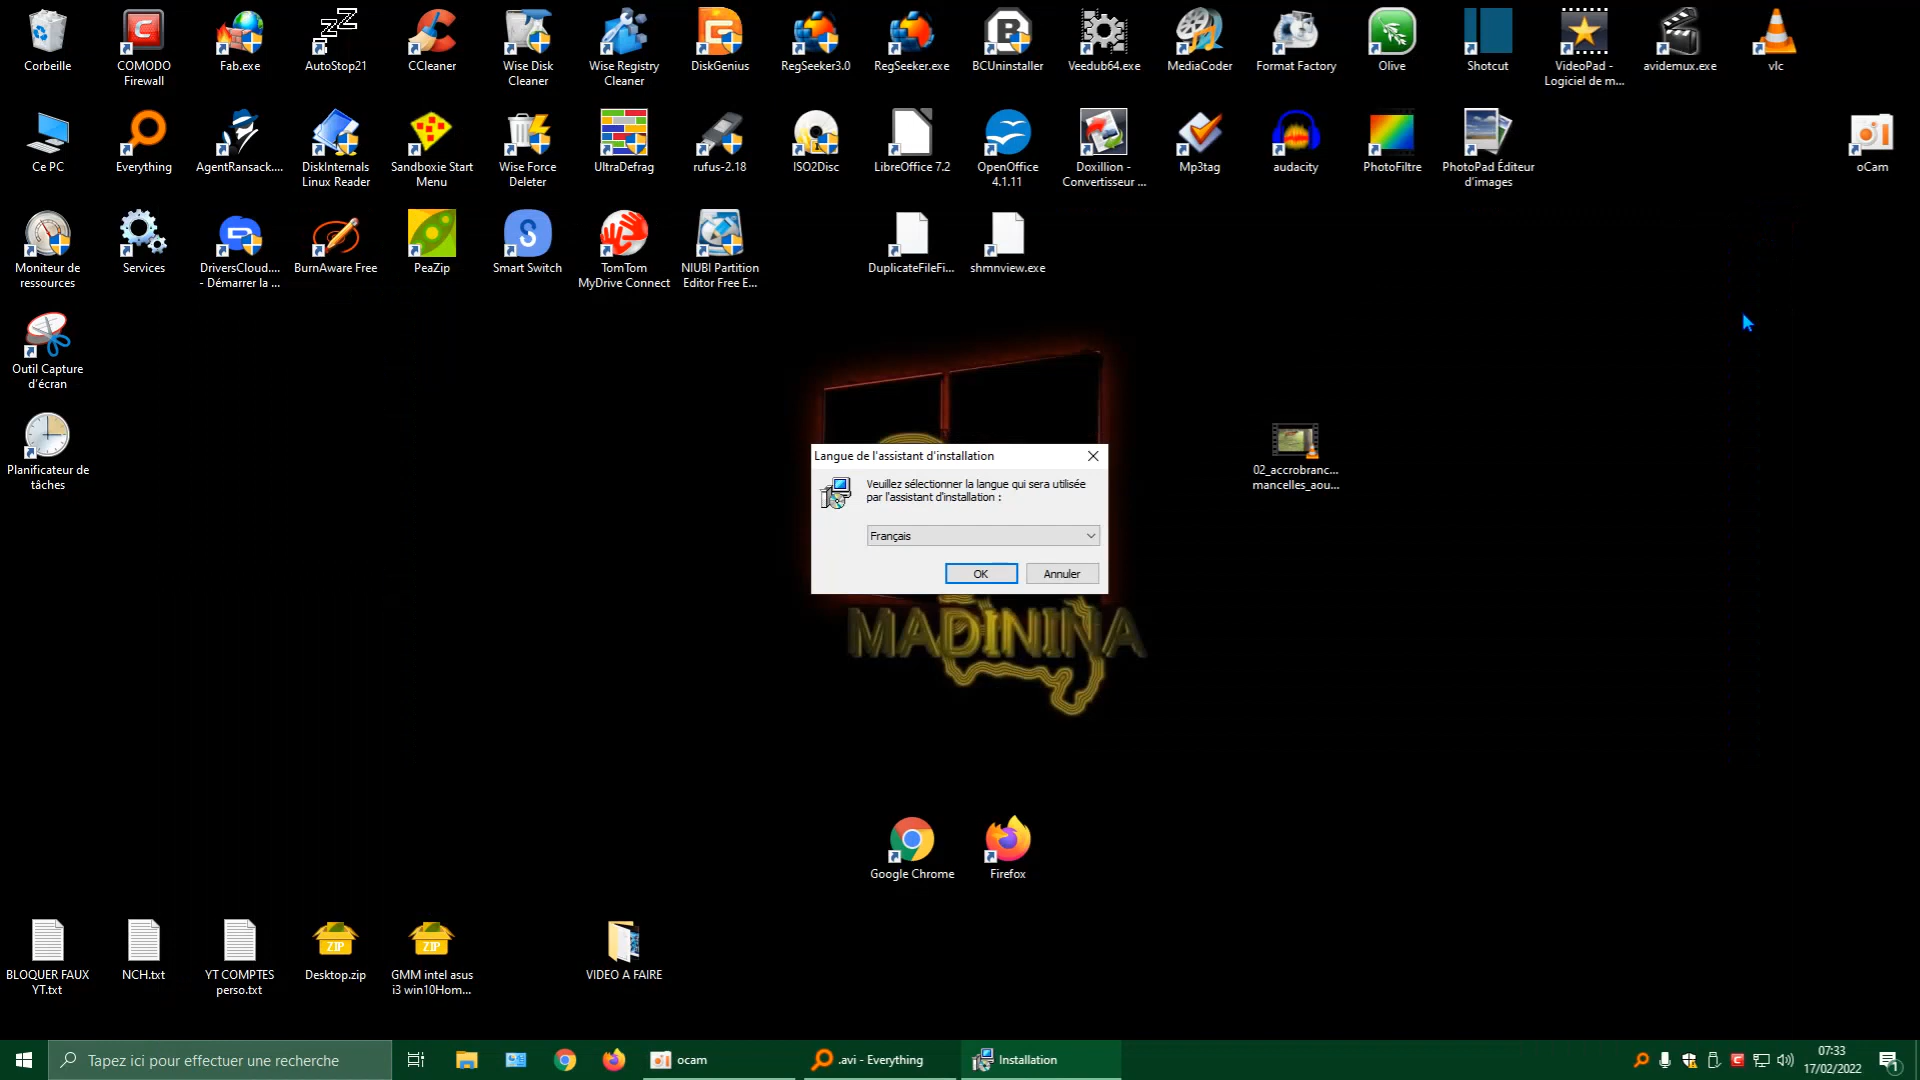 Corbeille
COMODO
Firewall
Fab.exe
AutoStop21
CCleaner
Wise Disk
Cleaner
Wise Registry
Cleaner
DiskGenius
RegSeeker3.0
RegSeeker.exe
BCUninstaller
Veedub64.exe
MediaCoder
Format Factory
Olive
Shotcut
VideoPad -
Logiciel de m...
avidemux.exe
vlc
Ce PC
Everything
AgentRansack....
DiskInternals
Linux Reader
Sandboxie Start
Menu
Wise Force
Deleter
UltraDefrag
rufus-2.18
ISO2Disc
LibreOffice 7.2
OpenOffice
4.1.11
Doxillion -
Convertisseur ...
Mp3tag
audacity
PhotoFiltre
PhotoPad Éditeur
d'images
oCam
Moniteur de
ressources
Services
DriversCloud....
- Démarrer la ...
BurnAware Free
PeaZip
Smart Switch
TomTom
MyDrive Connect
NIUBI Partition
Editor Free E...
DuplicateFileFi...
shmnview.exe
Outil Capture
d'écran
Planificateur de
tâches
02_accrobranc...
mancelles_aou...
Langue de l'assistant d'installation
Veuillez sélectionner la langue qui sera utilisée
par l'assistant d'installation :
Français
OK
Annuler
MADININA
Google Chrome
Firefox
BLOQUER FAUX
YT.txt
NCH.txt
YT COMPTES
perso.txt
ZIP
Desktop.zip
ZIP
GMM intel asus
i3 win10Hom...
VIDEO A FAIRE
Tapez ici pour effectuer une recherche
ocam
.avi - Everything
Installation
07:33
17/02/2022
1